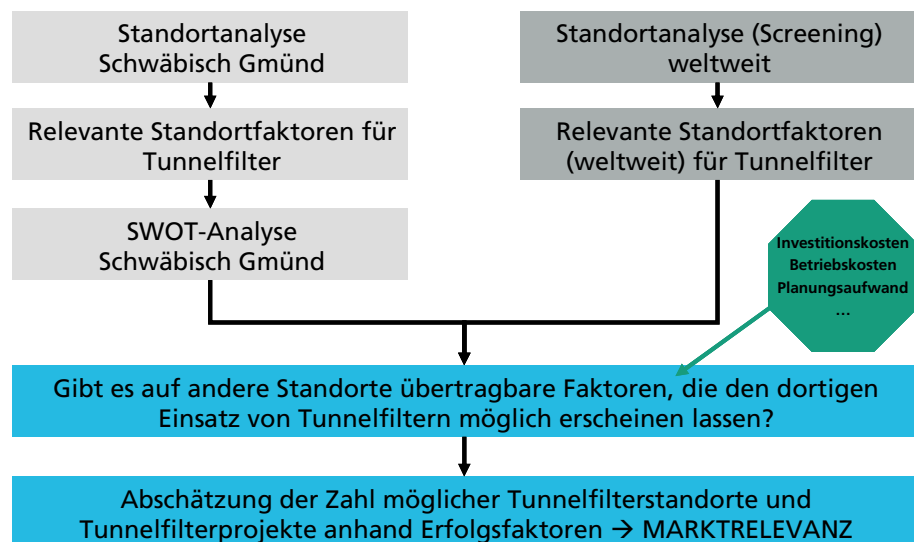 Standortanalyse
Schwäbisch Gmünd
Standortanalyse (Screening)
weltweit
Relevante Standortfaktoren für
Tunnelfilter
Relevante Standortfaktoren
(weltweit) für Tunnelfilter
SWOT-Analyse
Schwäbisch Gmünd
Investitionskosten
Betriebskosten
Planungsaufwand
...
Gibt es auf andere Standorte übertragbare Faktoren, die den dortigen
Einsatz von Tunnelfiltern möglich erscheinen lassen?
Abschätzung der Zahl möglicher Tunnelfilterstandorte und
Tunnelfilterprojekte anhand Erfolgsfaktoren → MARKTRELEVANZ